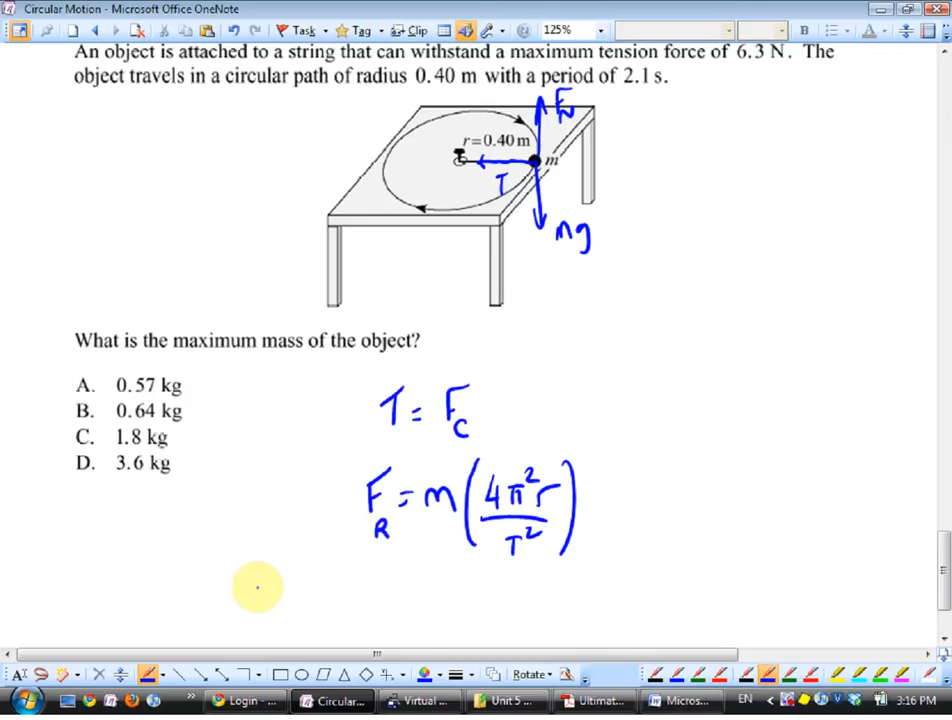 Circular Motion - Microsoft Office OneNote
Task Tag Clip 125% B
An object is attached to a string that can withstand a maximum tension force of 6.3 N. The
object travels in a circular path of radius 0.40 m with a period of 2.1 s.
F_N
r=0.40 m
m
T
mg
What is the maximum mass of the object?
A. 0.57 kg
B. 0.64 kg
C. 1.8 kg
D. 3.6 kg
T = F_C
F_R = m(4π²r/T²)
Rotate
Login - ... Circular... Virtual ... Unit 5 ... Ultimat... Micros... EN 3:16 PM